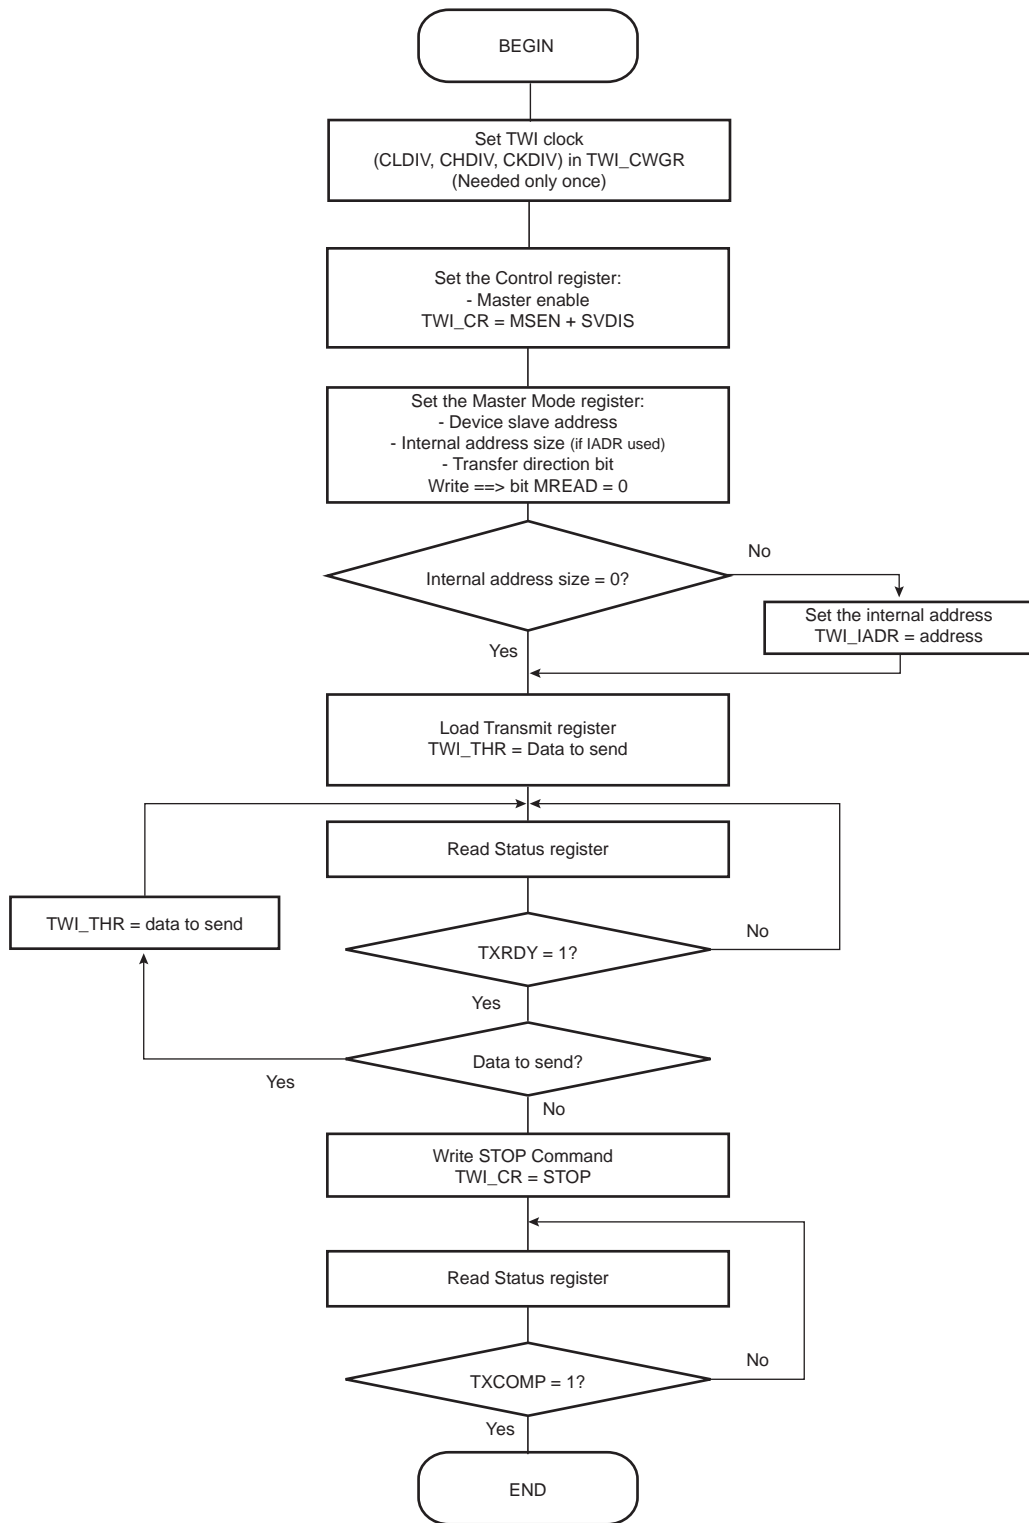 BEGIN
Set TWI clock
(CLDIV, CHDIV, CKDIV) in TWI_CWGR
(Needed only once)
Set the Control register:
- Master enable
TWI_CR = MSEN + SVDIS
Set the Master Mode register:
- Device slave address
- Internal address size (if IADR used)
- Transfer direction bit
Write ==> bit MREAD = 0
No
Internal address size = 0?
Set the internal address
TWI_IADR = address
Yes
Load Transmit register
TWI_THR = Data to send
Read Status register
TWI_THR = data to send
No
TXRDY = 1?
Yes
Data to send?
Yes
No
Write STOP Command
TWI_CR = STOP
Read Status register
No
TXCOMP = 1?
Yes
END